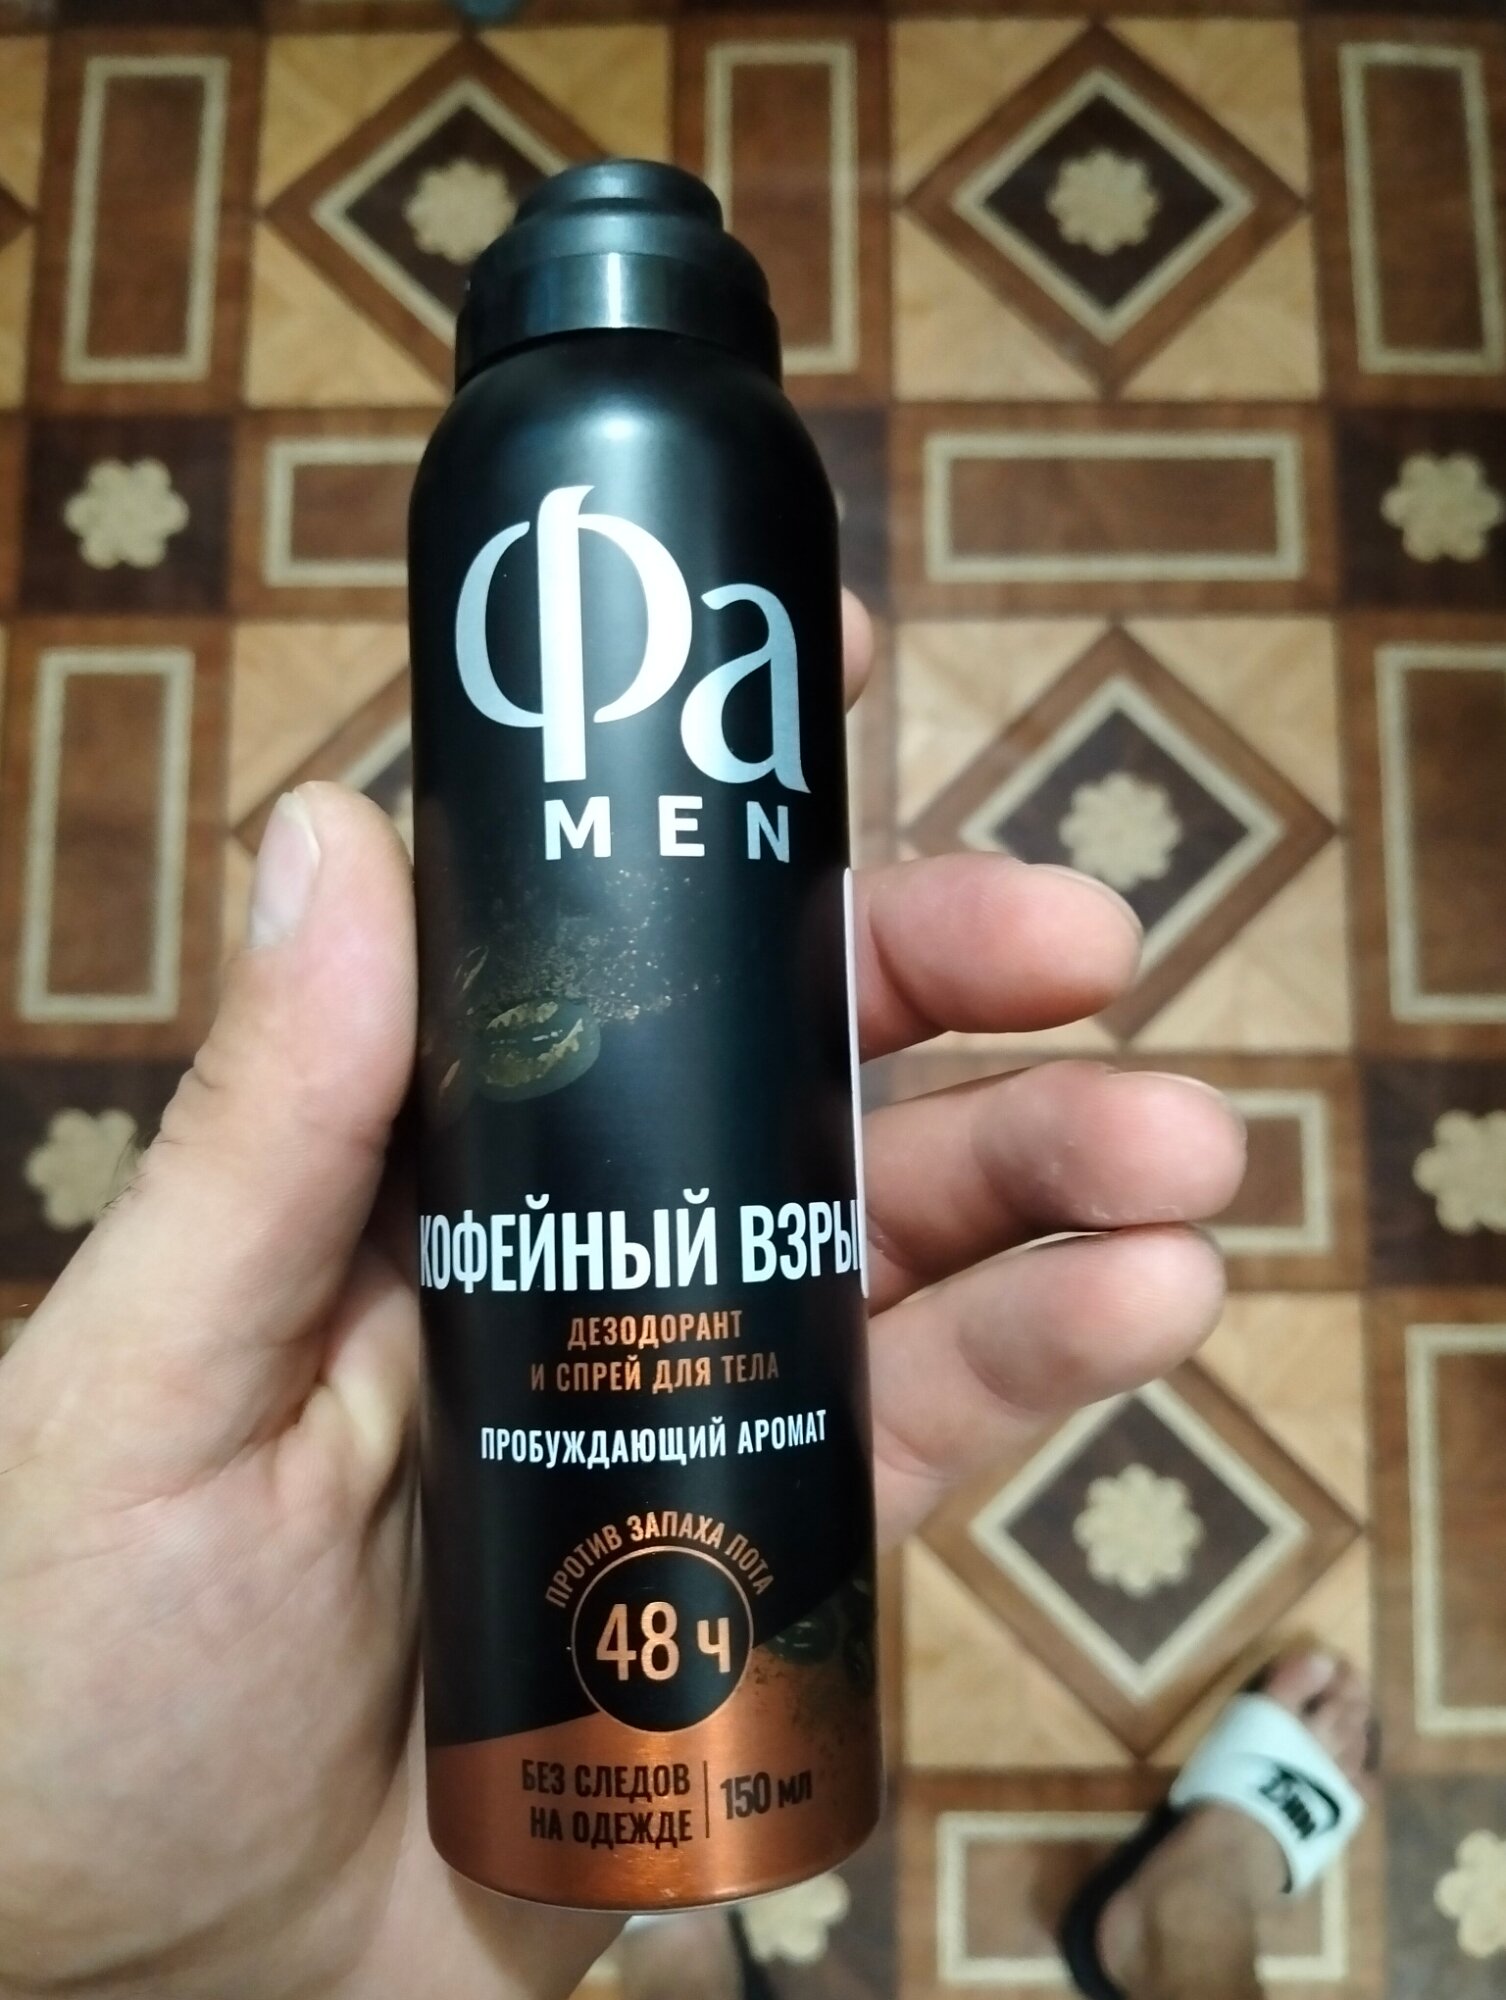 Фа
MEN
КОФЕЙНЫЙ ВЗРЫ
ДЕЗОДОРАНТ
И СПРЕЙ ДЛЯ ТЕЛА
ПРОБУЖДАЮЩИЙ АРОМАТ
ПРОТИВ ЗАПАХА ПОТА
48 ч
БЕЗ СЛЕДОВ
НА ОДЕЖДЕ
150 мл